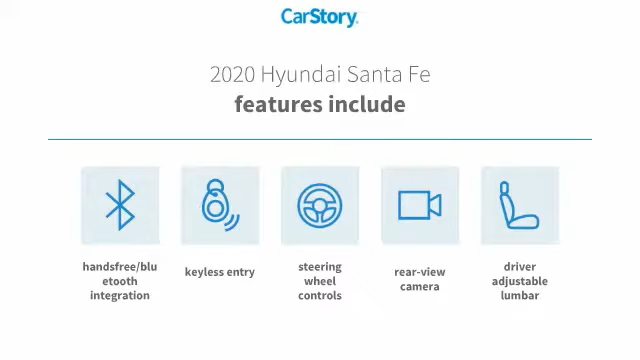 CarStory
2020 Hyundai Santa Fe
features include
handsfree/blu
etooth
integration
keyless entry
steering
wheel
controls
rear-view
camera
driver
adjustable
lumbar